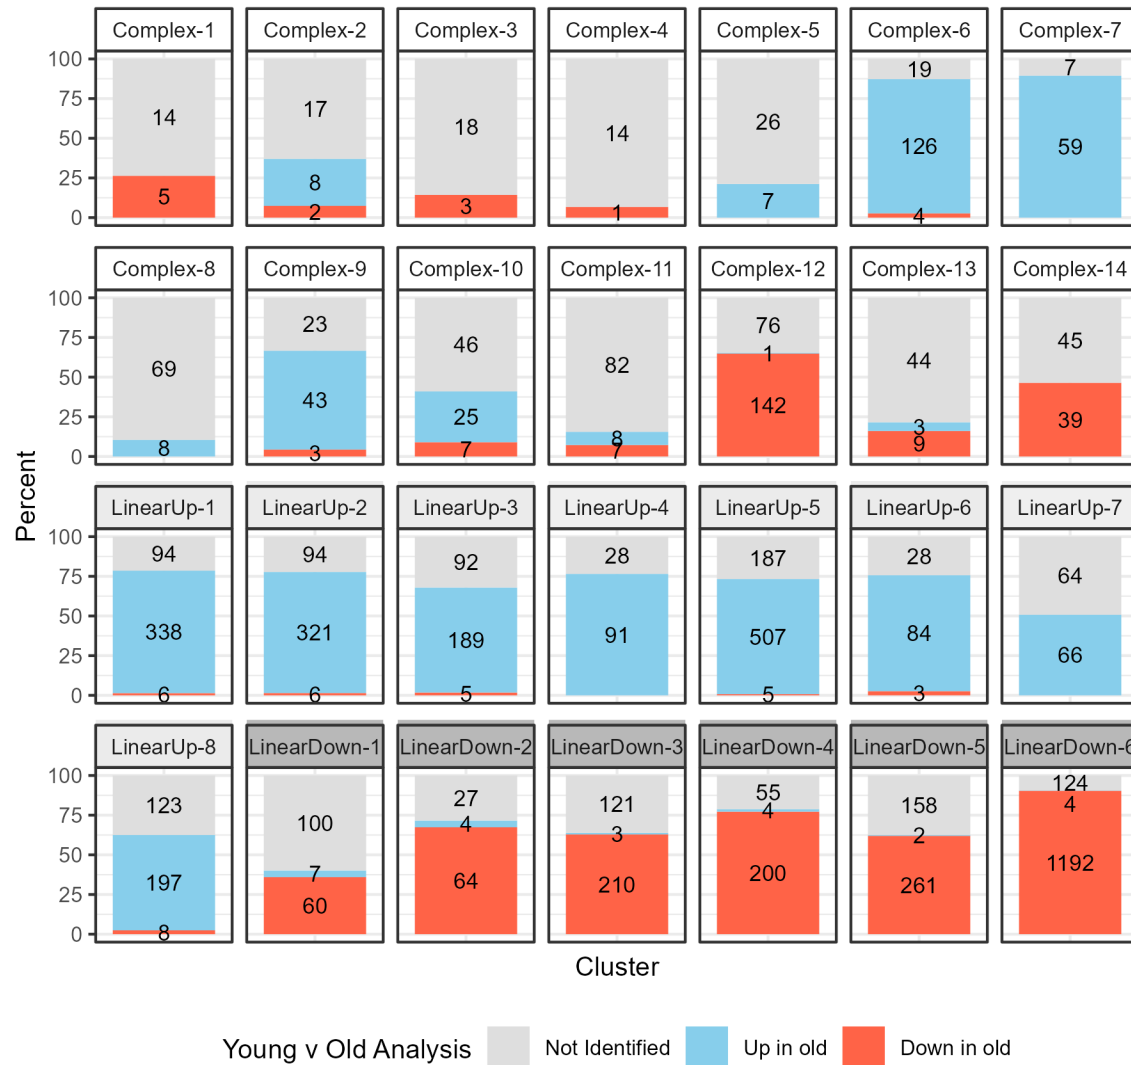 Complex-1 Complex-2 Complex-3 Complex-4 Complex-5 Complex-6 Complex-7
100 19 7
75 14 17 18 14 26 126 59
50
25 5 8 3 7
0 2 1 4
Complex-8 Complex-9 Complex-10 Complex-11 Complex-12 Complex-13 Complex-14
100
75 69 23 46 82 76 44 45
50 43 1
25 25 8 142 3 39
0 8 3 7 7 9
LinearUp-1 LinearUp-2 LinearUp-3 LinearUp-4 LinearUp-5 LinearUp-6 LinearUp-7
100 94 94 92 28 187 28
75 64
50 338 321 189 91 507 84
25 66
0 6 6 5 5 3
LinearUp-8 LinearDown-1 LinearDown-2 LinearDown-3 LinearDown-4 LinearDown-5 LinearDown-6
100 124
75 123 100 27 121 55 158 4
50 4 3 4 2
25 197 7 64 210 200 261 1192
0 8 60
Percent
Cluster
Young v Old Analysis Not Identified Up in old Down in old